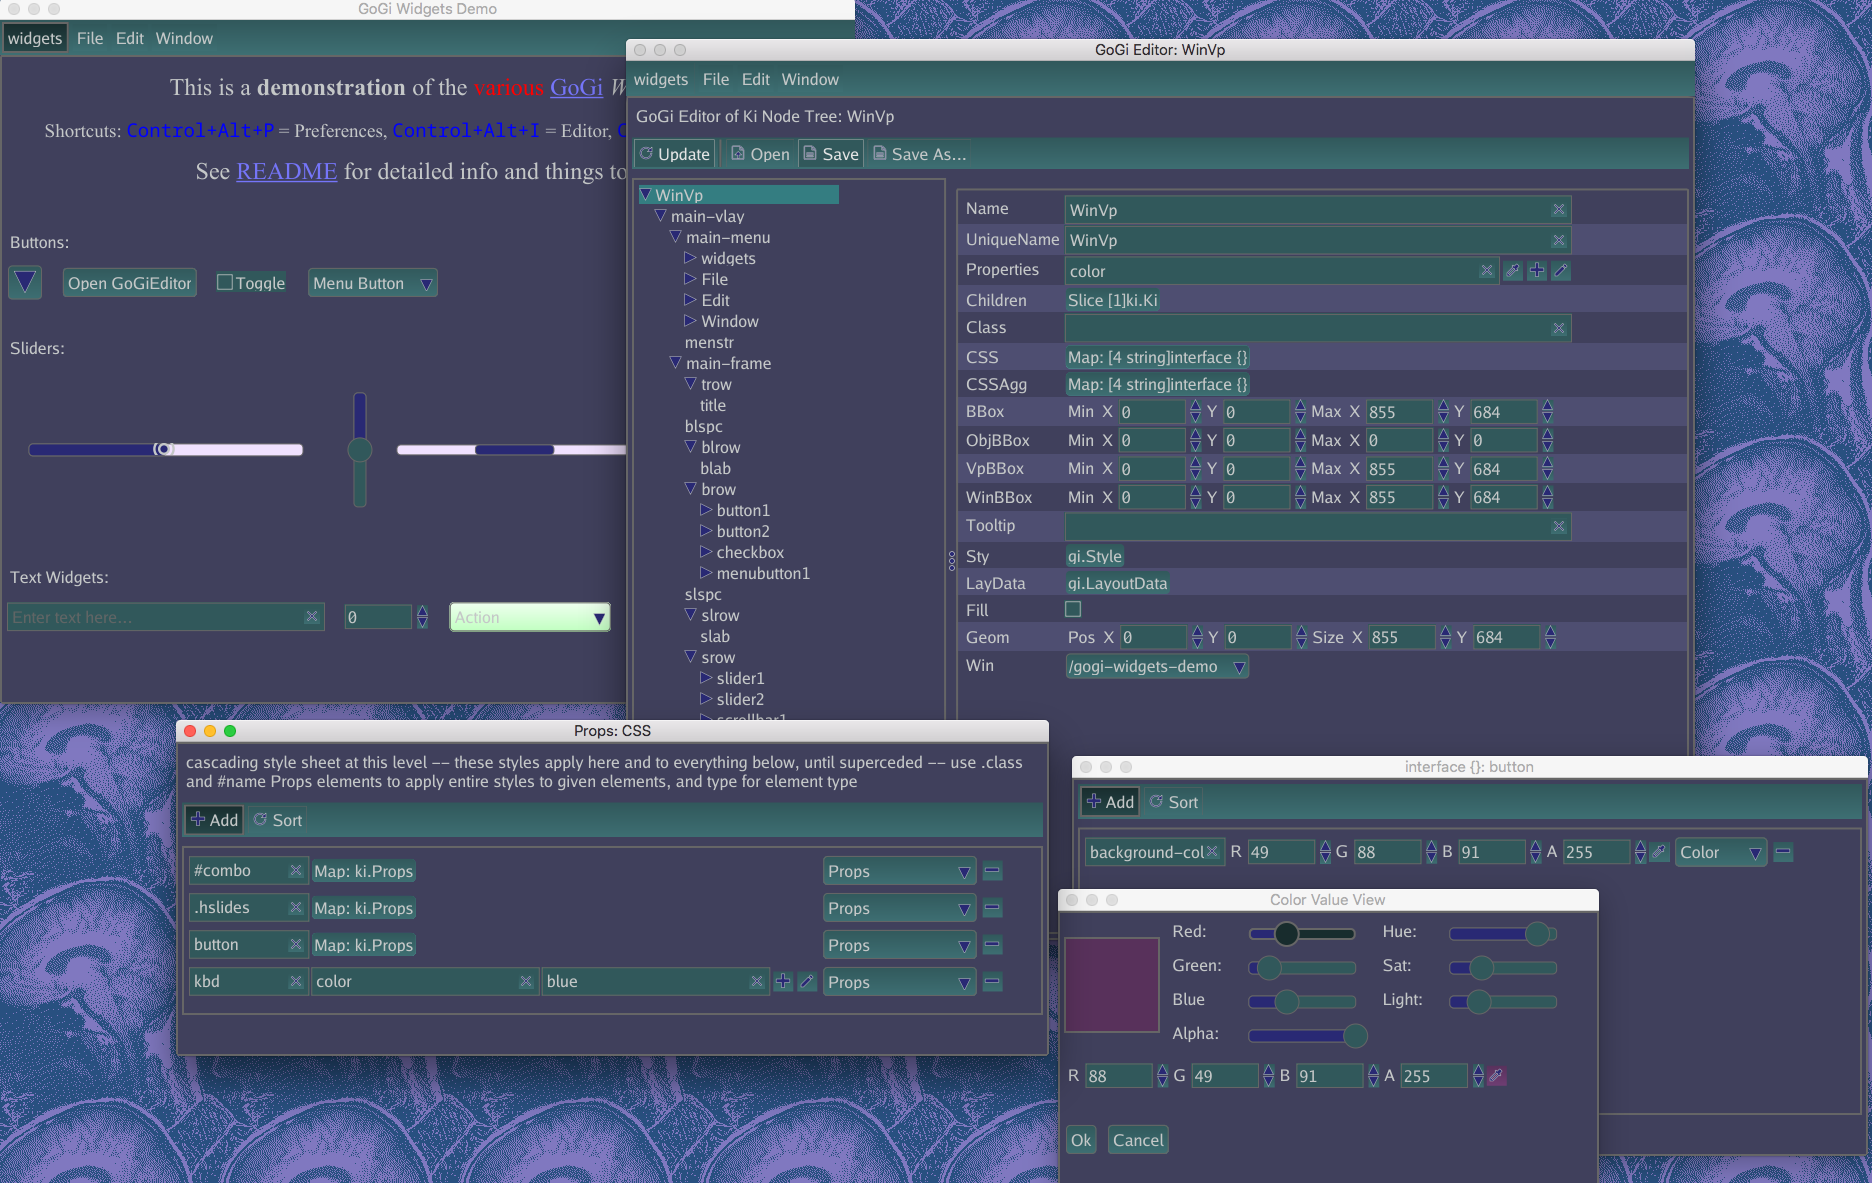 GoGi Widgets Demo
widgets File Edit Window
This is a demonstration of the various GoGi
Shortcuts: Control+Alt+P = Preferences, Control+Alt+I = Editor,
See README for detailed info and things to
Buttons:
Open GoGiEditor Toggle Menu Button
Sliders:
Text Widgets:
Enter text here... 0 Action
GoGi Editor: WinVp
widgets File Edit Window
GoGi Editor of Ki Node Tree: WinVp
Update Open Save Save As...
WinVp
main-vlay
main-menu
widgets
File
Edit
Window
menstr
main-frame
trow
title
blspc
blrow
blab
brow
button1
button2
checkbox
menubutton1
slspc
slrow
slab
srow
slider1
slider2
scrollbar1
Name WinVp
UniqueName WinVp
Properties color
Children Slice [1]ki.Ki
Class
CSS Map: [4 string]interface {}
CSSAgg Map: [4 string]interface {}
BBox Min X 0 Y 0 Max X 855 Y 684
ObjBBox Min X 0 Y 0 Max X 0 Y 0
VpBBox Min X 0 Y 0 Max X 855 Y 684
WinBBox Min X 0 Y 0 Max X 855 Y 684
Tooltip
Sty gi.Style
LayData gi.LayoutData
Fill
Geom Pos X 0 Y 0 Size X 855 Y 684
Win /gogi-widgets-demo
Props: CSS
cascading style sheet at this level -- these styles apply here and to everything below, until superceded -- use .class
and #name Props elements to apply entire styles to given elements, and type for element type
Add Sort
#combo Map: ki.Props Props
.hslides Map: ki.Props Props
button Map: ki.Props Props
kbd color blue Props
interface {}: button
Add Sort
background-col R 49 G 88 B 91 A 255 Color
Color Value View
Red: Hue:
Green: Sat:
Blue Light:
Alpha:
R 88 G 49 B 91 A 255
Ok Cancel